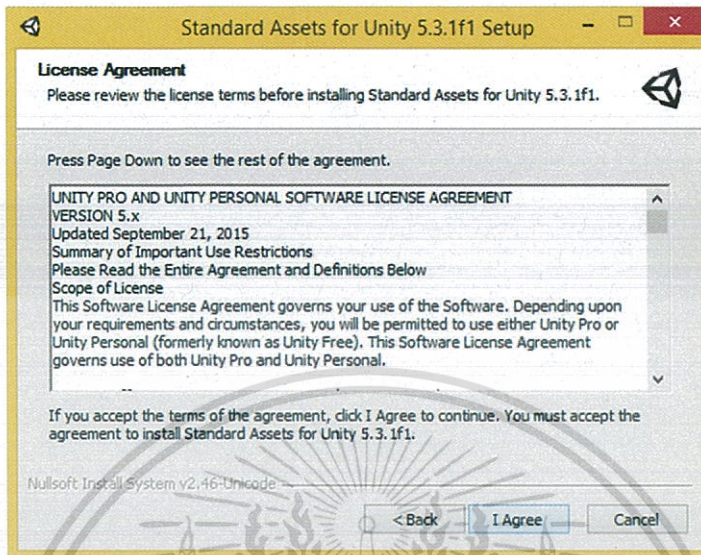 Standard Assets for Unity 5.3.1f1 Setup
License Agreement
Please review the license terms before installing Standard Assets for Unity 5.3.1f1.
Press Page Down to see the rest of the agreement.
UNITY PRO AND UNITY PERSONAL SOFTWARE LICENSE AGREEMENT
VERSION 5.x
Updated September 21, 2015
Summary of Important Use Restrictions
Please Read the Entire Agreement and Definitions Below
Scope of License
This Software License Agreement governs your use of the Software. Depending upon
your requirements and circumstances, you will be permitted to use either Unity Pro or
Unity Personal (formerly known as Unity Free). This Software License Agreement
governs use of both Unity Pro and Unity Personal.
If you accept the terms of the agreement, click I Agree to continue. You must accept the
agreement to install Standard Assets for Unity 5.3.1f1.
Nullsoft Install System v2.46-Unicode
< Back
I Agree
Cancel